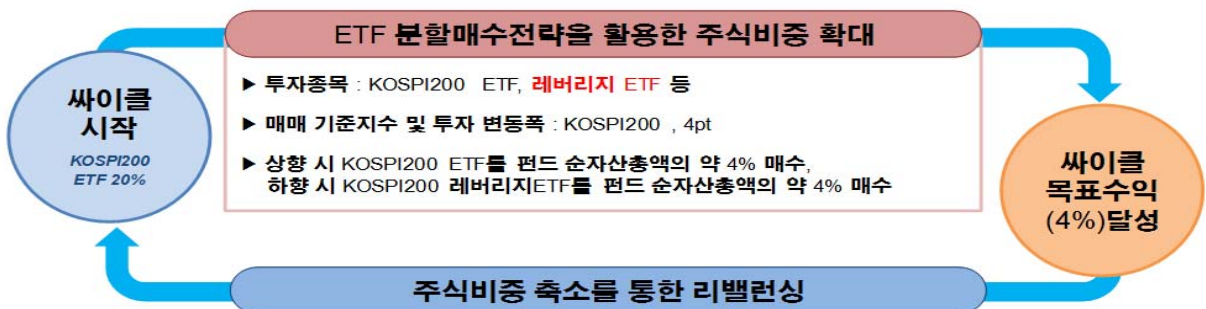 ETF 분할매수전략을 활용한 주식비중 확대
싸이클
시작
KOSPI200
ETF 20%
▶ 투자종목 : KOSPI200 ETF, 레버리지 ETF 등
▶ 매매 기준지수 및 투자 변동폭 : KOSPI200 , 4pt
▶ 상향 시 KOSPI200 ETF를 펀드 순자산총액의 약 4% 매수,
하향 시 KOSPI200 레버리지ETF를 펀드 순자산총액의 약 4% 매수
싸이클
목표수익
(4%)달성
주식비중 축소를 통한 리밸런싱